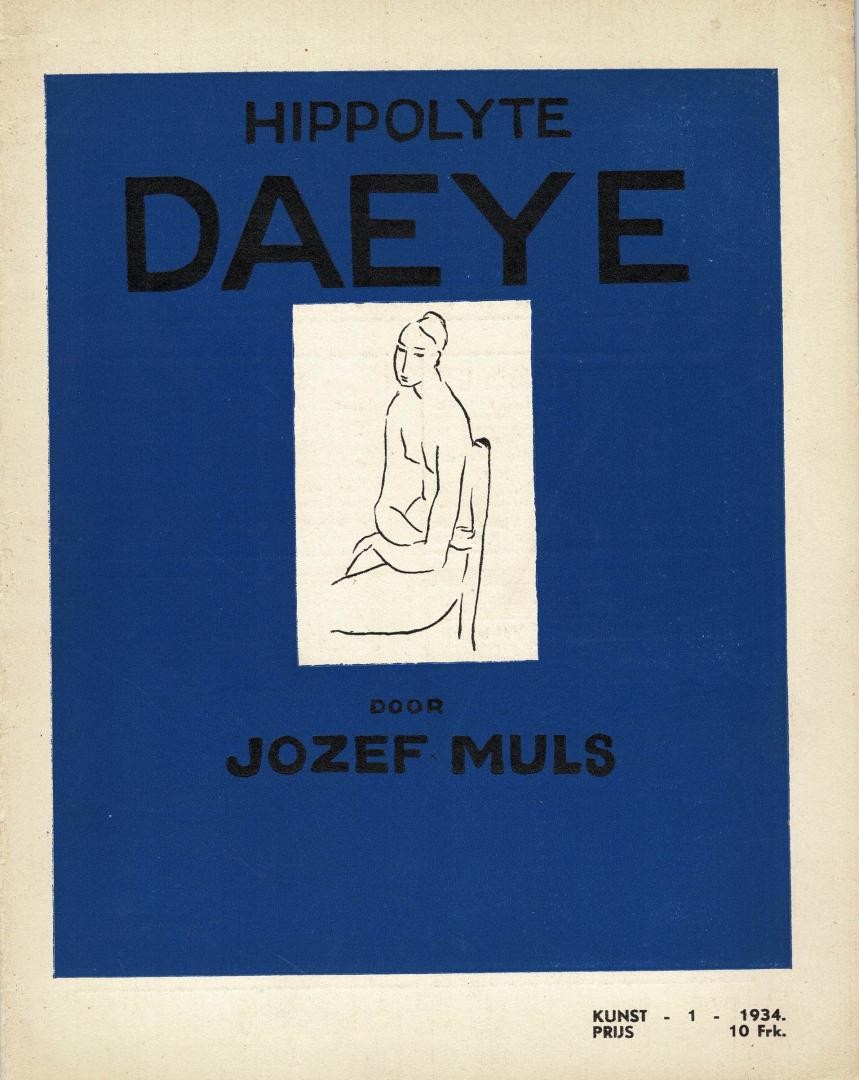 HIPPOLYTE
DAEYE
DOOR
JOZEF MULS
KUNST - 1 - 1934.
PRIJS 10 Frk.